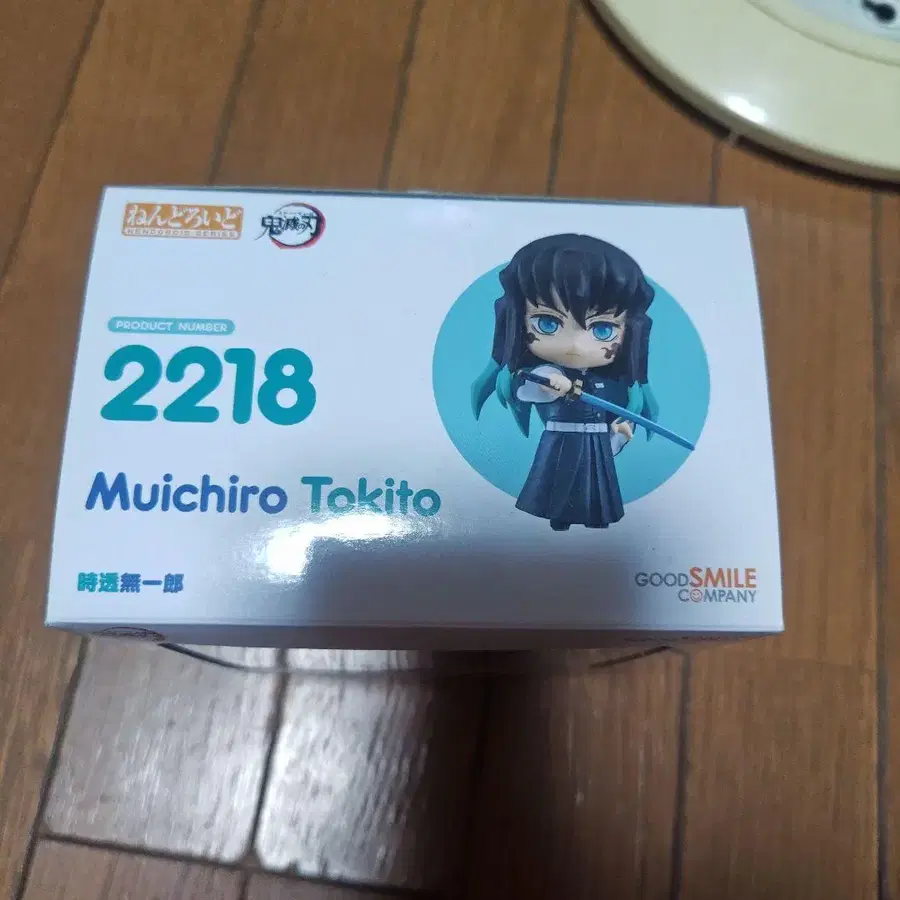 ねんどろいど
NENDOROID SERIES
鬼滅の刃
PRODUCT NUMBER
2218
Muichiro Tokito
時透無一郎
GOOD SMILE
COMPANY